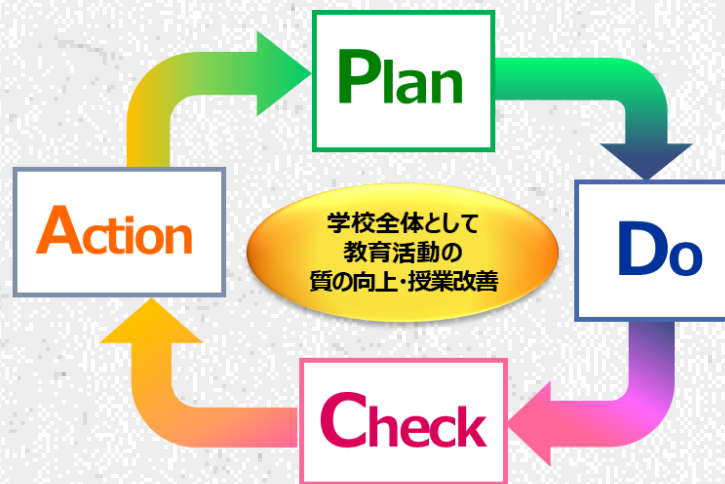 Plan
Action
学校全体として
教育活動の
質の向上・授業改善
Do
Check